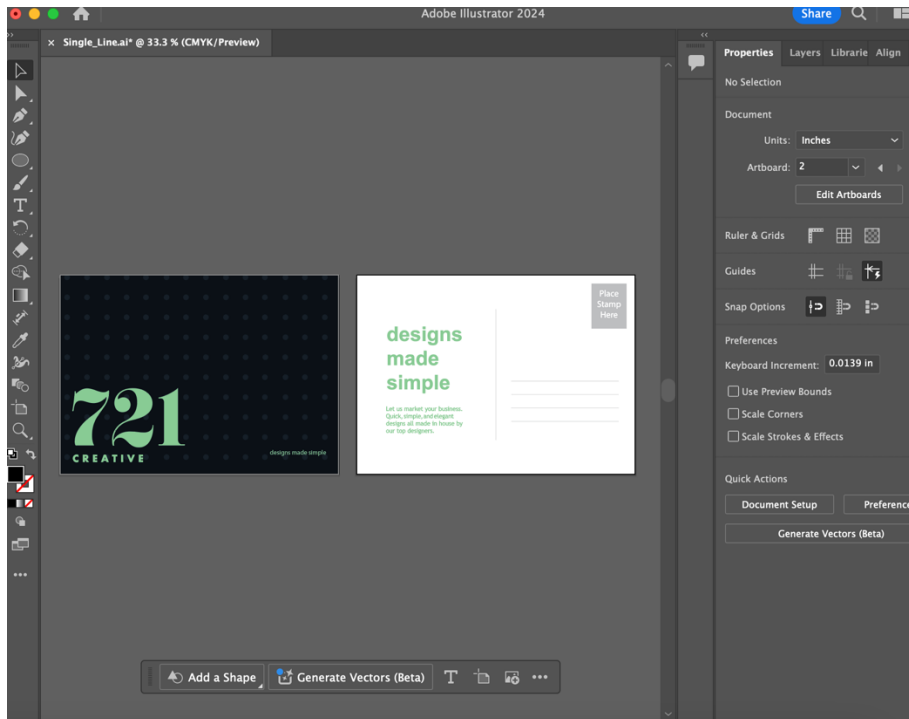 Adobe Illustrator 2024
Share
× Single_Line.ai* @ 33.3 % (CMYK/Preview)
Properties Layers Librarie Align
No Selection
Document
Units: Inches
Artboard: 2
Edit Artboards
Ruler & Grids
Guides
Snap Options
Preferences
Keyboard Increment: 0.0139 in
Use Preview Bounds
Scale Corners
Scale Strokes & Effects
Quick Actions
Document Setup Preference
Generate Vectors (Beta)
721
CREATIVE
designs made simple
Place
Stamp
Here
designs
made
simple
Let us market your business.
Quick, simple, and elegant
designs all made in house by
our top designers.
Add a Shape Generate Vectors (Beta)